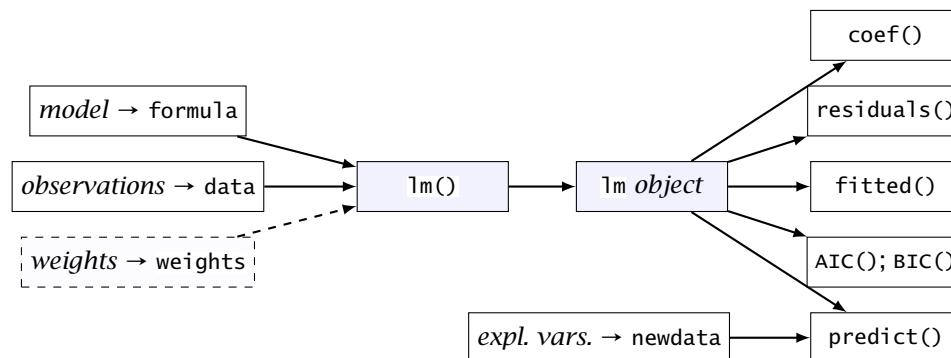 coef()
model → formula
residuals()
observations → data
lm()
lm object
fitted()
weights → weights
AIC(); BIC()
expl. vars. → newdata
predict()